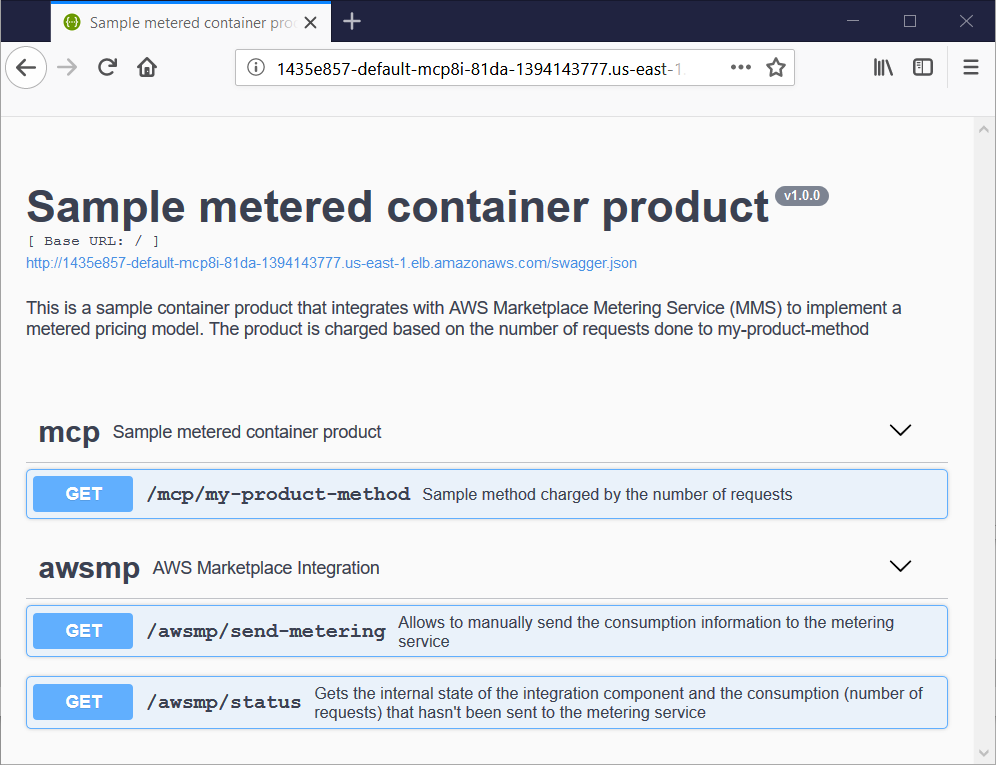 Sample metered container pro
1435e857-default-mcp8i-81da-1394143777.us-east-1
Sample metered container product v1.0.0
[ Base URL: / ]
http://1435e857-default-mcp8i-81da-1394143777.us-east-1.elb.amazonaws.com/swagger.json
This is a sample container product that integrates with AWS Marketplace Metering Service (MMS) to implement a
metered pricing model. The product is charged based on the number of requests done to my-product-method
mcp Sample metered container product
GET /mcp/my-product-method Sample method charged by the number of requests
awsmp AWS Marketplace Integration
GET /awsmp/send-metering Allows to manually send the consumption information to the metering
service
GET /awsmp/status Gets the internal state of the integration component and the consumption (number of
requests) that hasn't been sent to the metering service